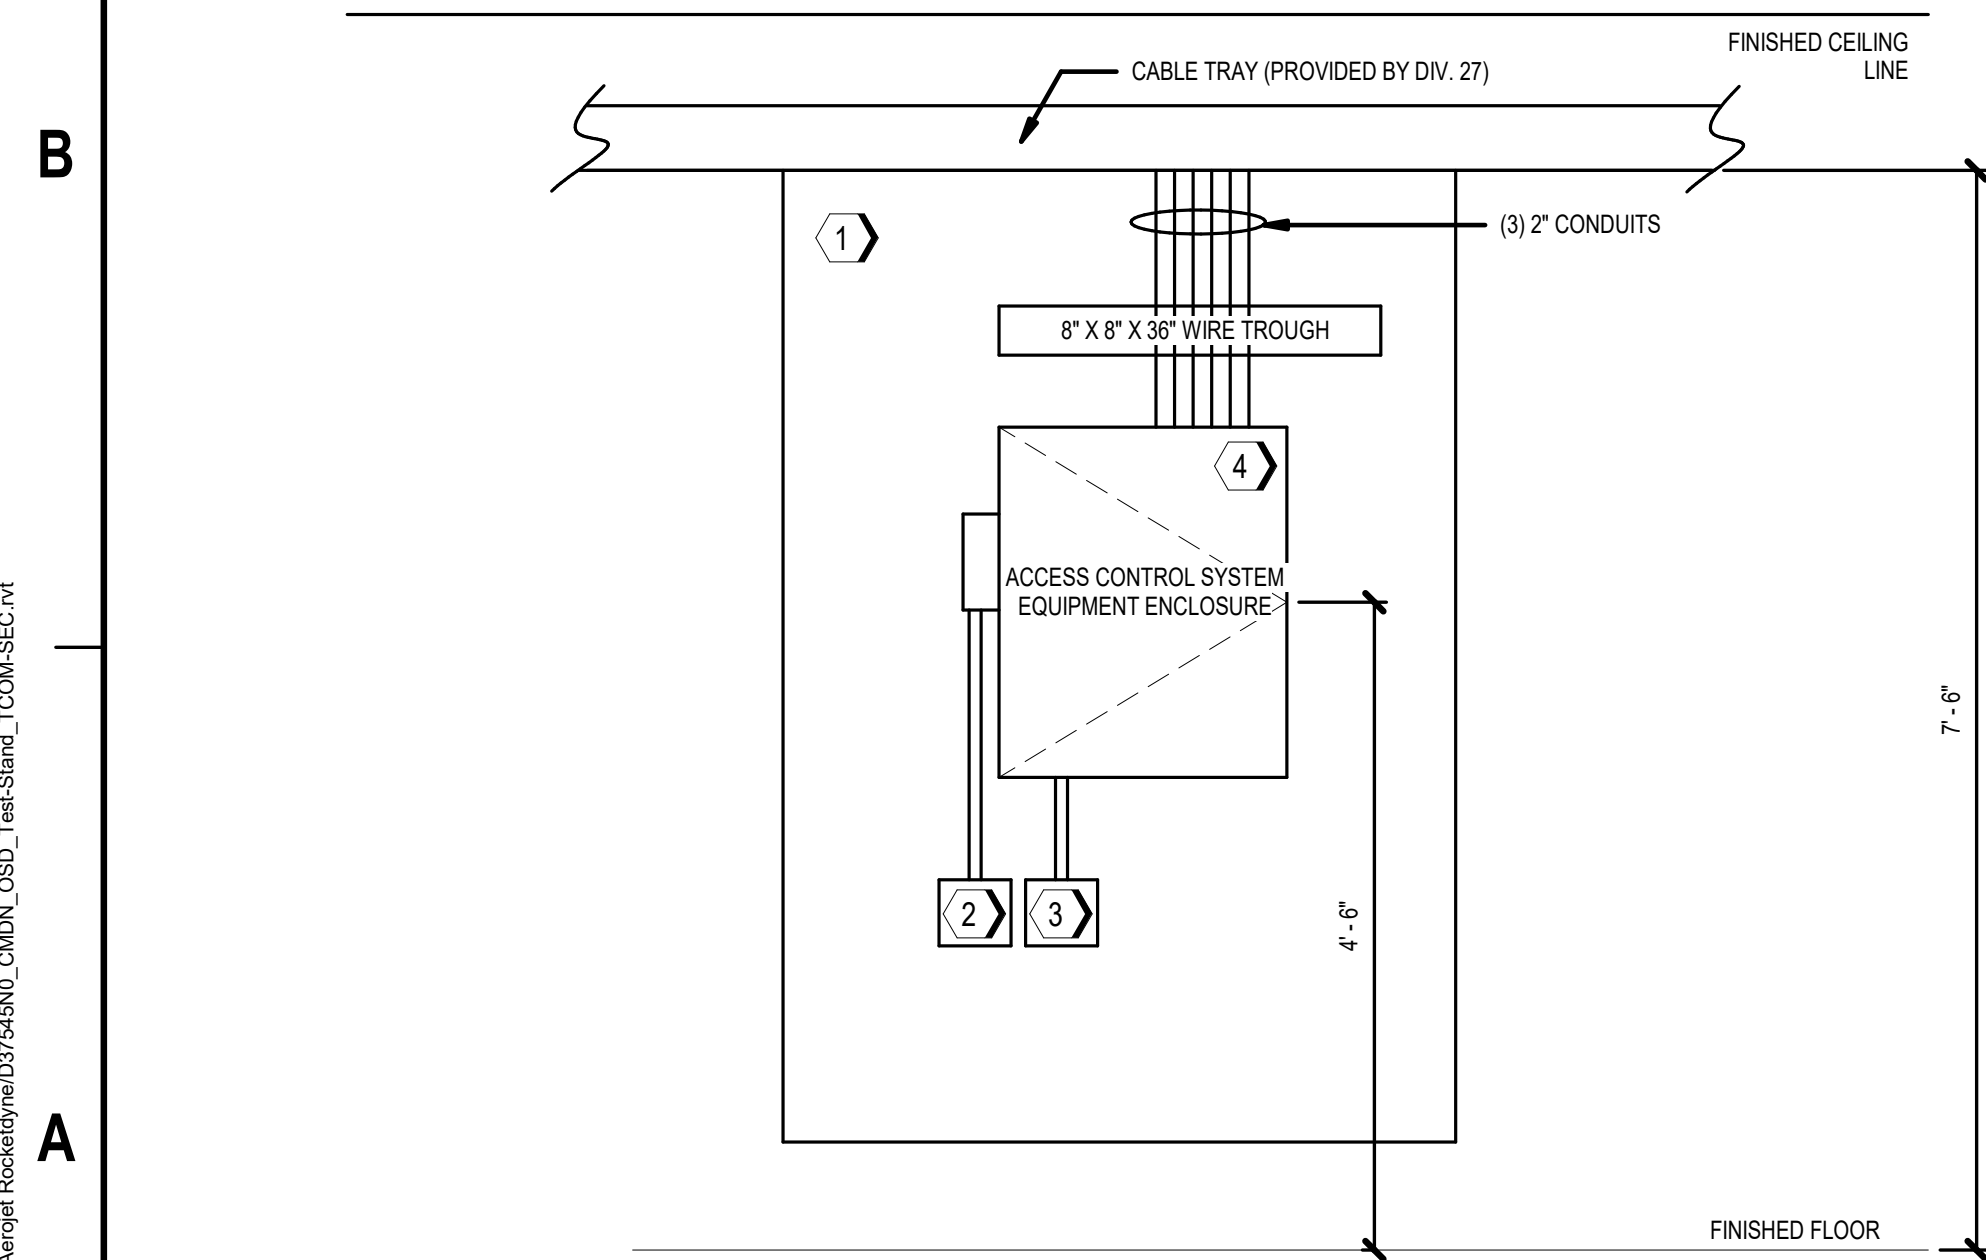 FINISHED CEILING
LINE
CABLE TRAY (PROVIDED BY DIV. 27)
B
(3) 2" CONDUITS
1
8" X 8" X 36" WIRE TROUGH
4
ACCESS CONTROL SYSTEM
EQUIPMENT ENCLOSURE
7' - 6"
2
3
4' - 6"
A
FINISHED FLOOR
Aerojet Rocketdyne/D37545N0_CMDN_OSD_Test-Stand_TCOM-SEC.rvt